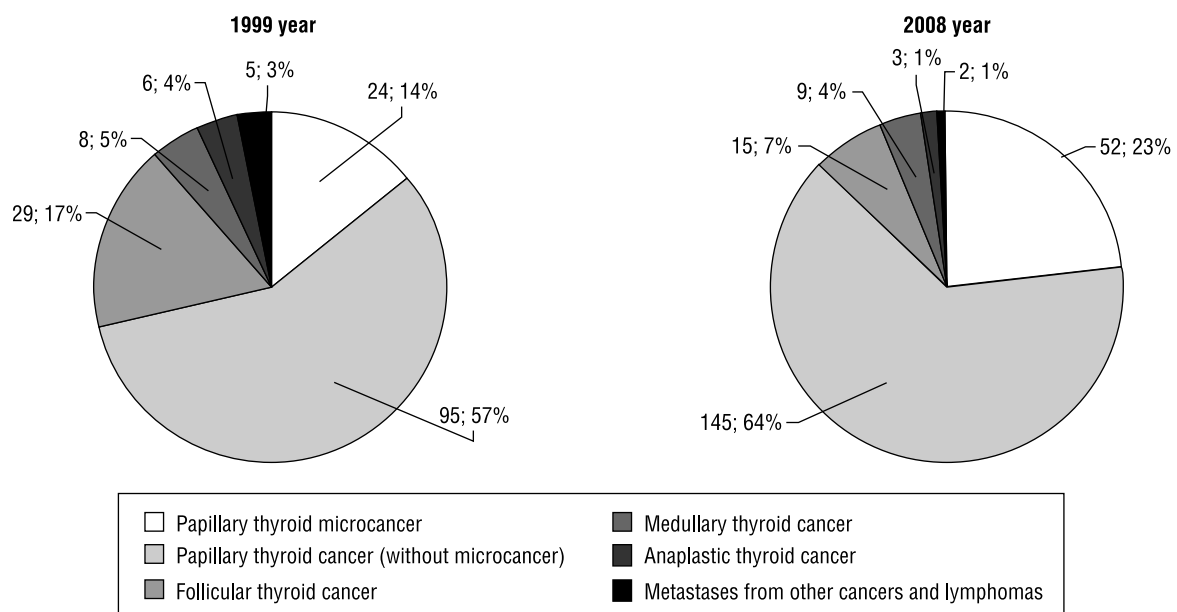 1999 year
5; 3%
6; 4%
24; 14%
8; 5%
29; 17%
95; 57%
2008 year
3; 1%
2; 1%
9; 4%
15; 7%
52; 23%
145; 64%
Papillary thyroid microcancer
Papillary thyroid cancer (without microcancer)
Follicular thyroid cancer
Medullary thyroid cancer
Anaplastic thyroid cancer
Metastases from other cancers and lymphomas